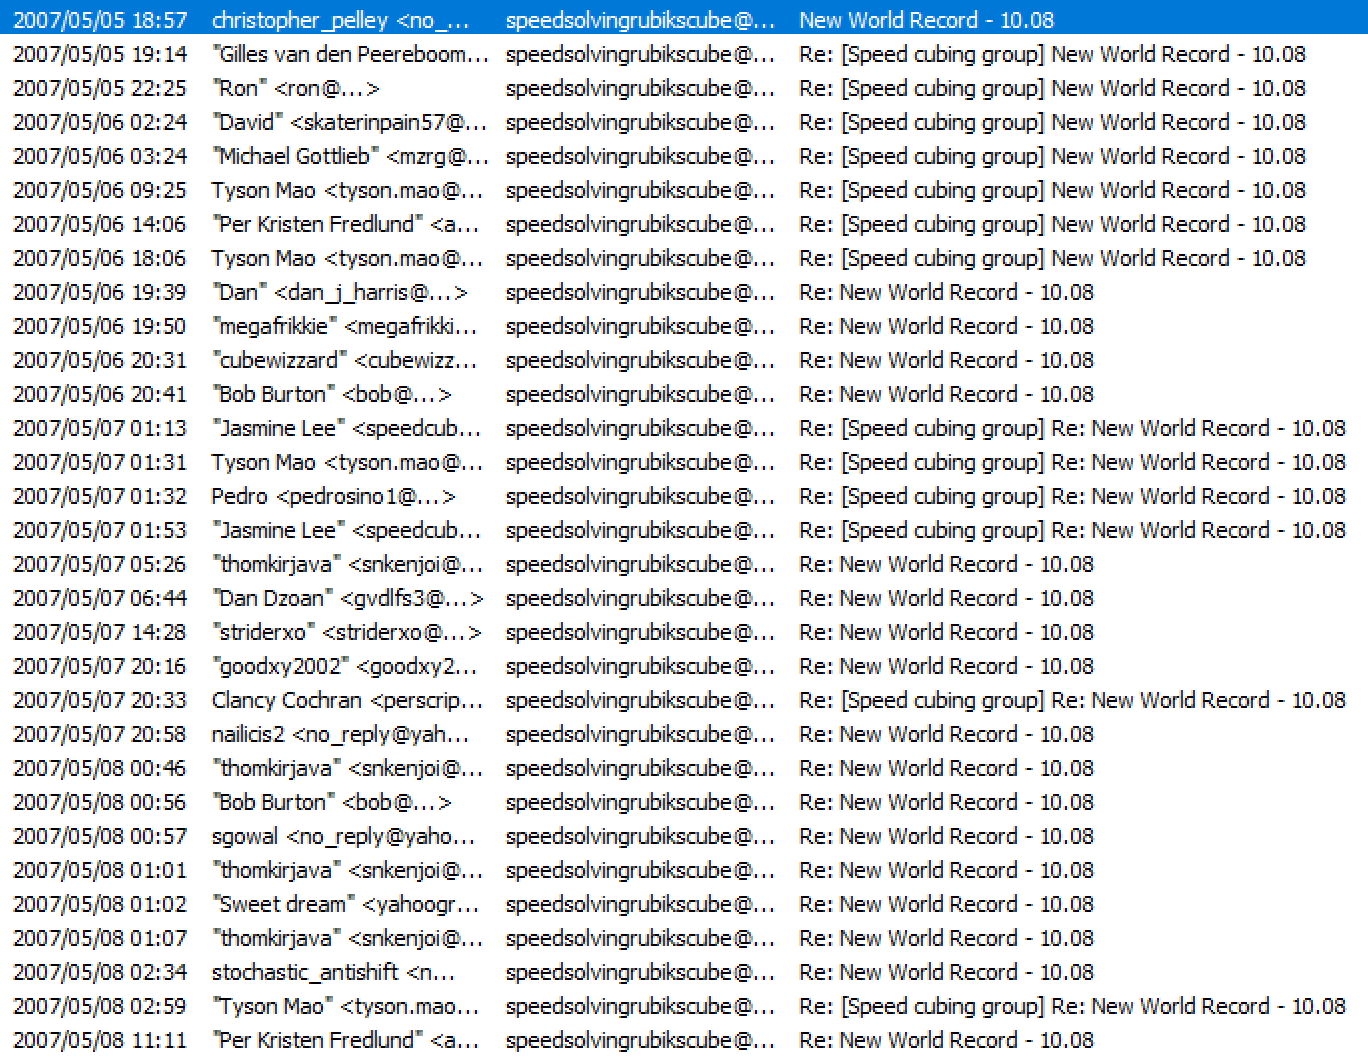 2007/05/05 18:57 christopher_pelley <no_... speedsolvingrubikscube@... New World Record - 10.08
2007/05/05 19:14 "Gilles van den Peereboom... speedsolvingrubikscube@... Re: [Speed cubing group] New World Record - 10.08
2007/05/05 22:25 "Ron" <ron@...> speedsolvingrubikscube@... Re: [Speed cubing group] New World Record - 10.08
2007/05/06 02:24 "David" <skaterinpain57@... speedsolvingrubikscube@... Re: [Speed cubing group] New World Record - 10.08
2007/05/06 03:24 "Michael Gottlieb" <mzrg@... speedsolvingrubikscube@... Re: [Speed cubing group] New World Record - 10.08
2007/05/06 09:25 Tyson Mao <tyson.mao@... speedsolvingrubikscube@... Re: [Speed cubing group] New World Record - 10.08
2007/05/06 14:06 "Per Kristen Fredlund" <a... speedsolvingrubikscube@... Re: [Speed cubing group] New World Record - 10.08
2007/05/06 18:06 Tyson Mao <tyson.mao@... speedsolvingrubikscube@... Re: [Speed cubing group] New World Record - 10.08
2007/05/06 19:39 "Dan" <dan_j_harris@...> speedsolvingrubikscube@... Re: New World Record - 10.08
2007/05/06 19:50 "megafrikkie" <megafrikki... speedsolvingrubikscube@... Re: New World Record - 10.08
2007/05/06 20:31 "cubewizzard" <cubewizz... speedsolvingrubikscube@... Re: New World Record - 10.08
2007/05/06 20:41 "Bob Burton" <bob@...> speedsolvingrubikscube@... Re: New World Record - 10.08
2007/05/07 01:13 "Jasmine Lee" <speedcub... speedsolvingrubikscube@... Re: [Speed cubing group] Re: New World Record - 10.08
2007/05/07 01:31 Tyson Mao <tyson.mao@... speedsolvingrubikscube@... Re: [Speed cubing group] Re: New World Record - 10.08
2007/05/07 01:32 Pedro <pedrosino1@...> speedsolvingrubikscube@... Re: [Speed cubing group] Re: New World Record - 10.08
2007/05/07 01:53 "Jasmine Lee" <speedcub... speedsolvingrubikscube@... Re: [Speed cubing group] Re: New World Record - 10.08
2007/05/07 05:26 "thomkirjava" <snkenjoi@... speedsolvingrubikscube@... Re: New World Record - 10.08
2007/05/07 06:44 "Dan Dzoan" <gvdlfs3@...> speedsolvingrubikscube@... Re: New World Record - 10.08
2007/05/07 14:28 "striderxo" <striderxo@...> speedsolvingrubikscube@... Re: New World Record - 10.08
2007/05/07 20:16 "goodxy2002" <goodxy2... speedsolvingrubikscube@... Re: New World Record - 10.08
2007/05/07 20:33 Clancy Cochran <perscrip... speedsolvingrubikscube@... Re: [Speed cubing group] Re: New World Record - 10.08
2007/05/07 20:58 nailicis2 <no_reply@yah... speedsolvingrubikscube@... Re: New World Record - 10.08
2007/05/08 00:46 "thomkirjava" <snkenjoi@... speedsolvingrubikscube@... Re: New World Record - 10.08
2007/05/08 00:56 "Bob Burton" <bob@...> speedsolvingrubikscube@... Re: New World Record - 10.08
2007/05/08 00:57 sgowal <no_reply@yaho... speedsolvingrubikscube@... Re: New World Record - 10.08
2007/05/08 01:01 "thomkirjava" <snkenjoi@... speedsolvingrubikscube@... Re: New World Record - 10.08
2007/05/08 01:02 "Sweet dream" <yahoogr... speedsolvingrubikscube@... Re: New World Record - 10.08
2007/05/08 01:07 "thomkirjava" <snkenjoi@... speedsolvingrubikscube@... Re: New World Record - 10.08
2007/05/08 02:34 stochastic_antishift <n... speedsolvingrubikscube@... Re: New World Record - 10.08
2007/05/08 02:59 "Tyson Mao" <tyson.mao... speedsolvingrubikscube@... Re: [Speed cubing group] Re: New World Record - 10.08
2007/05/08 11:11 "Per Kristen Fredlund" <a... speedsolvingrubikscube@... Re: New World Record - 10.08